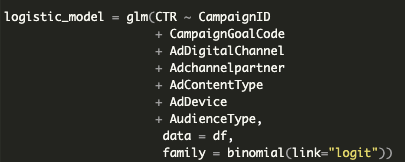 logistic_model = glm(CTR ~ CampaignID
+ CampaignGoalCode
+ AdDigitalChannel
+ Adchannelpartner
+ AdContentType
+ AdDevice
+ AudienceType,
data = df,
family = binomial(link="logit"))